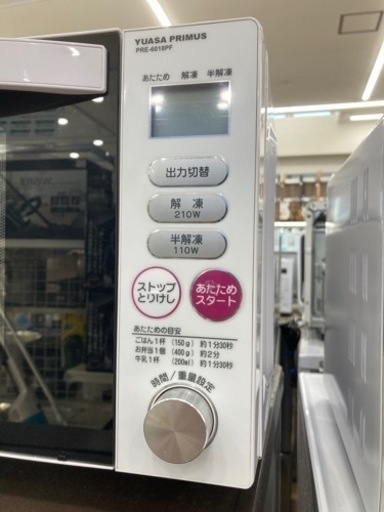 YUASA PRIMUS
PRE-6018PF
あたため 解凍 半解凍
出力切替
解 凍
210W
半解凍
110W
ストップ
とりけし
あたため
スタート
あたための目安
ごはん1杯 (150g) 約1分30秒
お弁当1個 (400g) 約2分
牛乳1杯 (200㎖) 約1分30秒
時間/重量設定